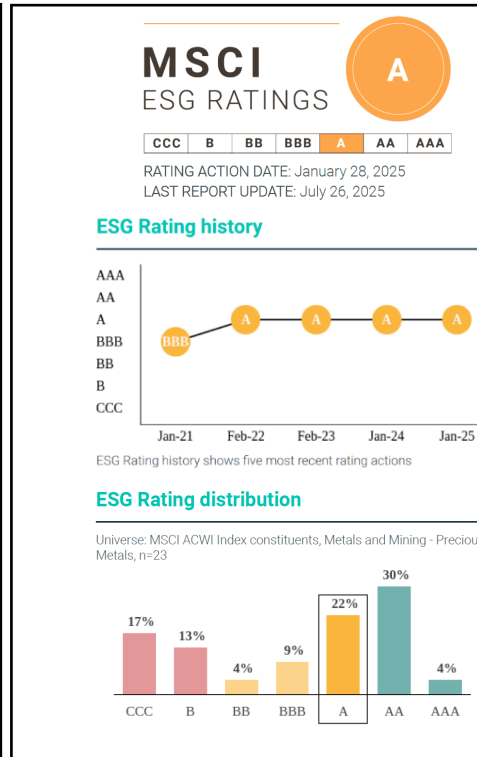 MSCI
ESG RATINGS
A
CCC B BB BBB A AA AAA
RATING ACTION DATE: January 28, 2025
LAST REPORT UPDATE: July 26, 2025
ESG Rating history
AAA
AA
A
BBB
BB
B
CCC
BBB A A A A
Jan-21 Feb-22 Feb-23 Jan-24 Jan-25
ESG Rating history shows five most recent rating actions
ESG Rating distribution
Universe: MSCI ACWI Index constituents, Metals and Mining - Preciou
Metals, n=23
17% 13% 4% 9% 22% 30% 4%
CCC B BB BBB A AA AAA